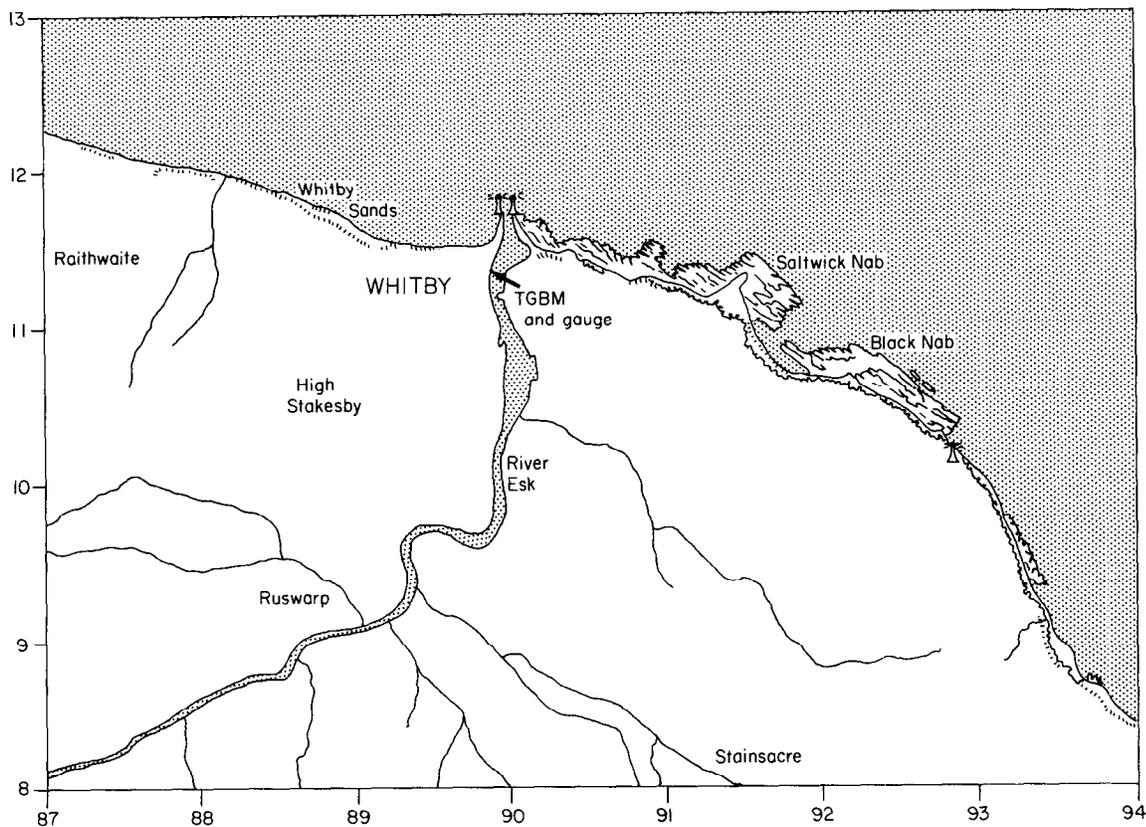 13
12
Whitby
Sands
Raithwaite
WHITBY
Saltwick Nab
TGBM
and gauge
11
Black Nab
High
Stakesby
10
River
Esk
Ruswarp
9
Stainsacre
8
87
88
89
90
91
92
93
94